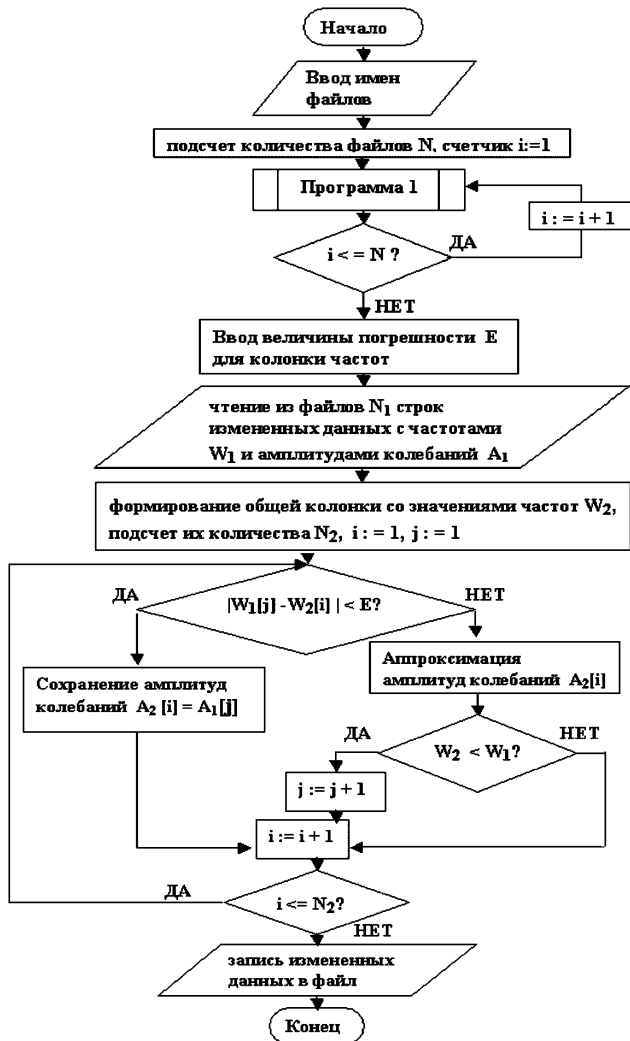 Начало
Ввод имен
файлов
подсчет количества файлов N, счетчик i:=1
Программа 1
i : = i + 1
i < = N ?
ДА
НЕТ
Ввод величины погрешности E
для колонки частот
чтение из файлов N₁ строк
измененных данных с частотами
W₁ и амплитудами колебаний A₁
формирование общей колонки со значениями частот W₂,
подсчет их количества N₂, i : = 1, j : = 1
ДА
|W₁[j] - W₂[i] | < E?
НЕТ
Сохранение амплитуд
колебаний A₂ [i] = A₁[j]
Аппроксимация
амплитуд колебаний A₂[i]
ДА
W₂ < W₁?
НЕТ
j := j + 1
i := i + 1
ДА
i <= N₂?
НЕТ
запись измененных
данных в файл
Конец